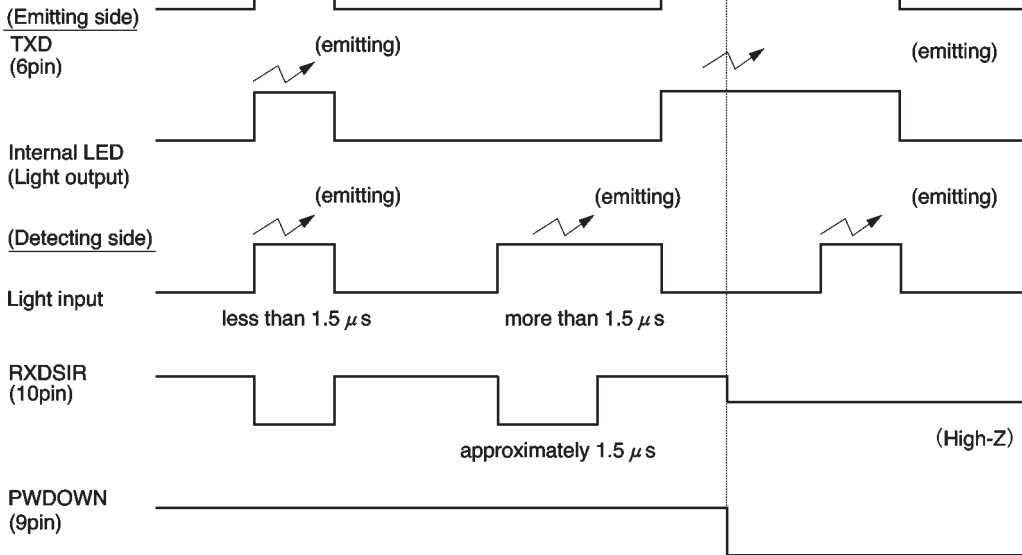 (Emitting side)
TXD
(6pin)
(emitting)
(emitting)
Internal LED
(Light output)
(emitting)
(emitting)
(emitting)
(Detecting side)
Light input
less than 1.5 μs
more than 1.5 μs
RXDSIR
(10pin)
approximately 1.5 μs
(High-Z)
PWDOWN
(9pin)